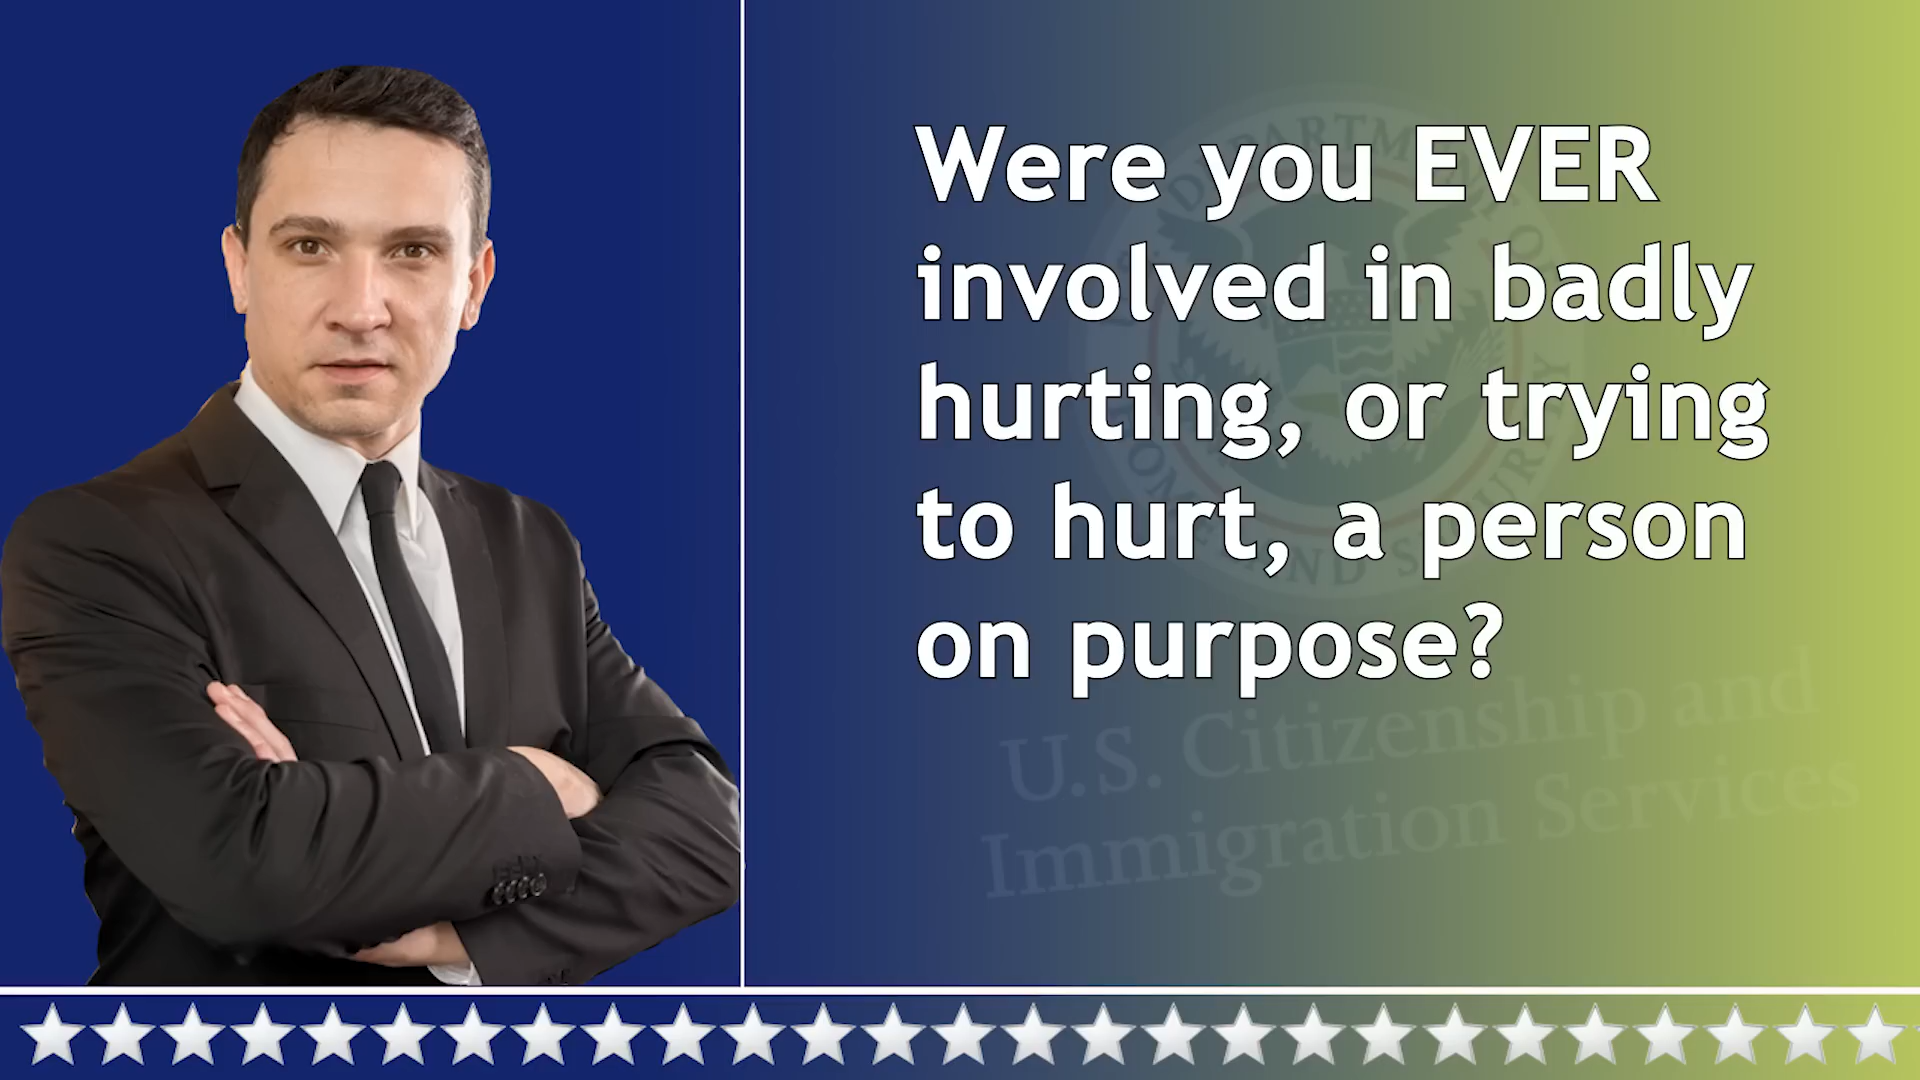 Were you EVER
involved in badly
hurting, or trying
to hurt, a person
on purpose?
U.S. Citizenship and
Immigration Services